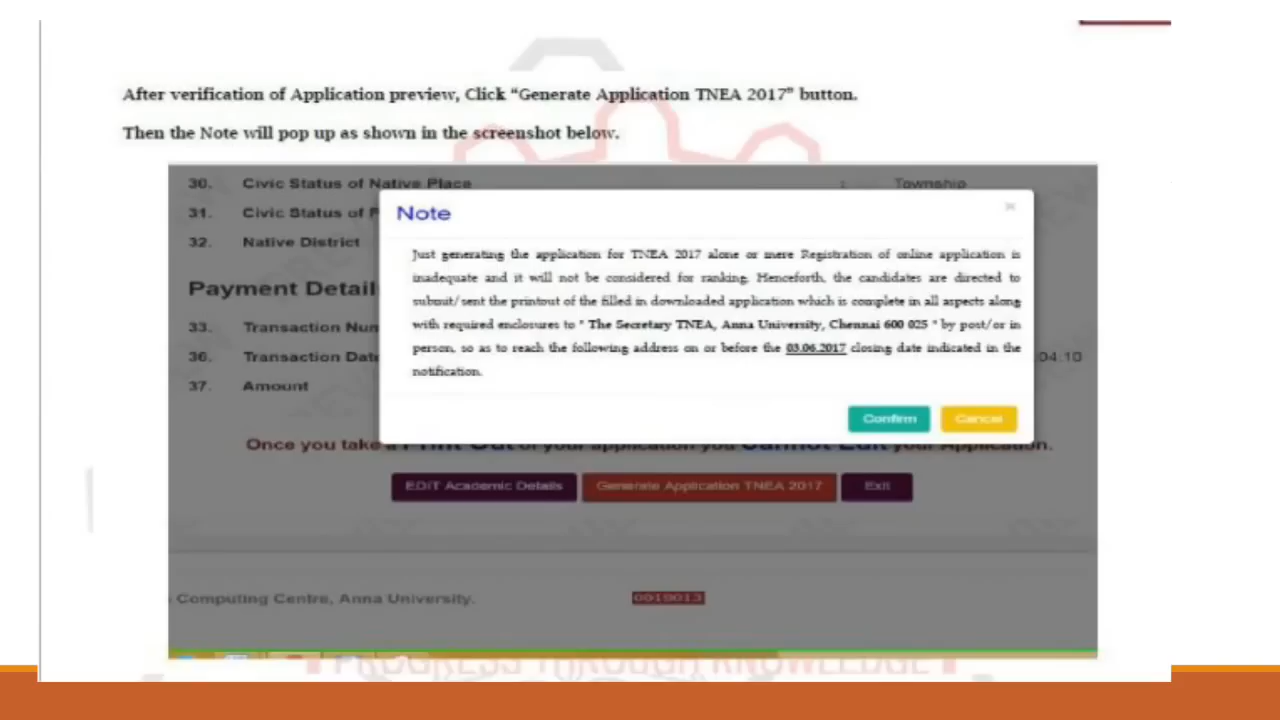 After verification of Application preview, Click “Generate Application TNEA 2017” button.
Then the Note will pop up as shown in the screenshot below.
30. Civic Status of Native Place : Township
31. Civic Status of P
32. Native District
Note ×
Just generating the application for TNEA 2017 alone or mere Registration of online application is
inadequate and it will not be considered for ranking. Henceforth, the candidates are directed to
submit/sent the printout of the filled in downloaded application which is complete in all aspects along
with required enclosures to " The Secretary TNEA, Anna University, Chennai 600 025 " by post/or in
person, so as to reach the following address on or before the 03.06.2017 closing date indicated in the
notification.
Confirm Cancel
Payment Detail
33. Transaction Num
36. Transaction Date :04:10
37. Amount
Once you take a Print Out of your application you Cannot Edit your Application.
EDIT Academic Details Generate Application TNEA 2017 Exit
Computing Centre, Anna University. 0019013
PROGRESS THROUGH KNOWLEDGE